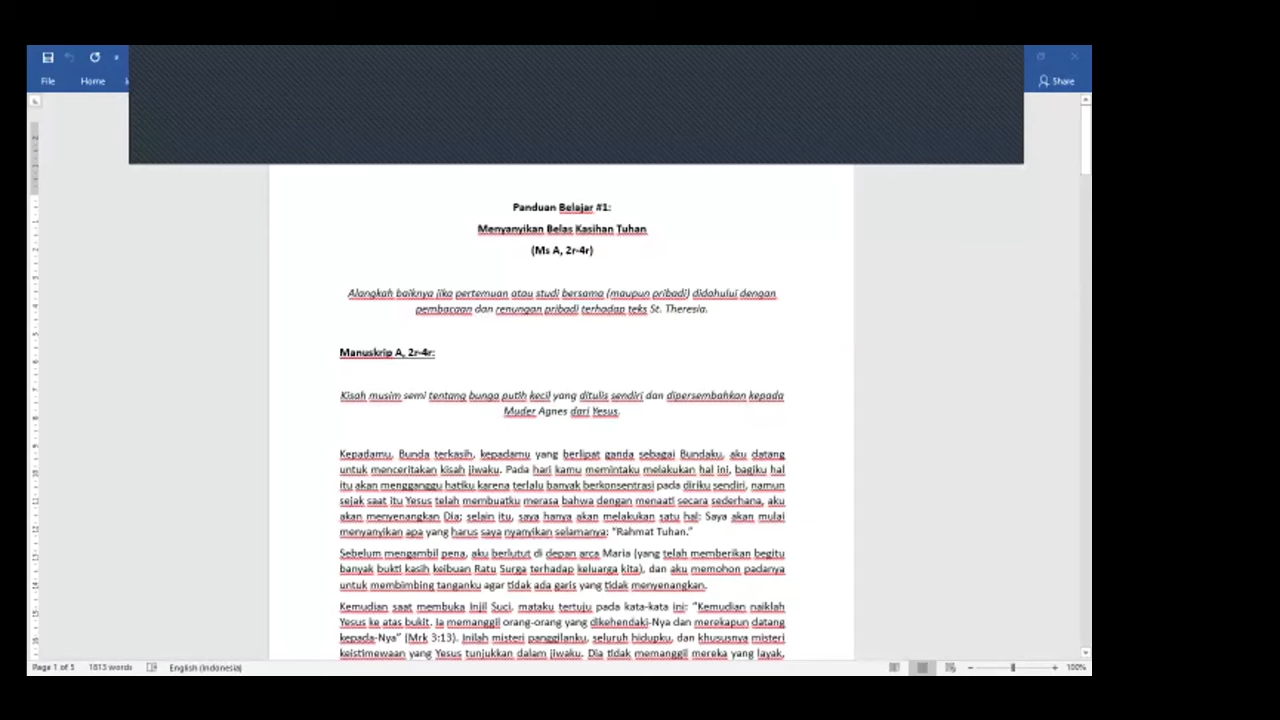 File Home Share
Panduan Belajar #1:
Menyanyikan Belas Kasihan Tuhan
(Ms A, 2r-4r)
Alangkah baiknya jika pertemuan atau studi bersama (maupun pribadi) didahului dengan
pembacaan dan renungan pribadi terhadap teks St. Theresia.
Manuskrip A, 2r-4r:
Kisah musim semi tentang bunga putih kecil yang ditulis sendiri dan dipersembahkan kepada
Muder Agnes dari Yesus.
Kepadamu, Bunda terkasih, kepadamu yang berlipat ganda sebagai Bundaku, aku datang
untuk menceritakan kisah jiwaku. Pada hari kamu memintaku melakukan hal ini, bagiku hal
itu akan mengganggu hatiku karena terlalu banyak berkonsentrasi pada diriku sendiri, namun
sejak saat itu Yesus telah membuatku merasa bahwa dengan menaati secara sederhana, aku
akan menyenangkan Dia; selain itu, saya hanya akan melakukan satu hal: Saya akan mulai
menyanyikan apa yang harus saya nyanyikan selamanya: "Rahmat Tuhan."
Sebelum mengambil pena, aku berlutut di depan arca Maria (yang telah memberikan begitu
banyak bukti kasih keibuan Ratu Surga terhadap keluarga kita), dan aku memohon padanya
untuk membimbing tanganku agar tidak ada garis yang tidak menyenangkan.
Kemudian saat membuka Injil Suci, mataku tertuju pada kata-kata ini: "Kemudian naiklah
Yesus ke atas bukit. Ia memanggil orang-orang yang dikehendaki-Nya dan merekapun datang
kepada-Nya" (Mrk 3:13). Inilah misteri panggilanku, seluruh hidupku, dan khususnya misteri
keistimewaan yang Yesus tunjukkan dalam jiwaku. Dia tidak memanggil mereka yang layak,
Page 1 of 5 1813 words English (Indonesia) 100%